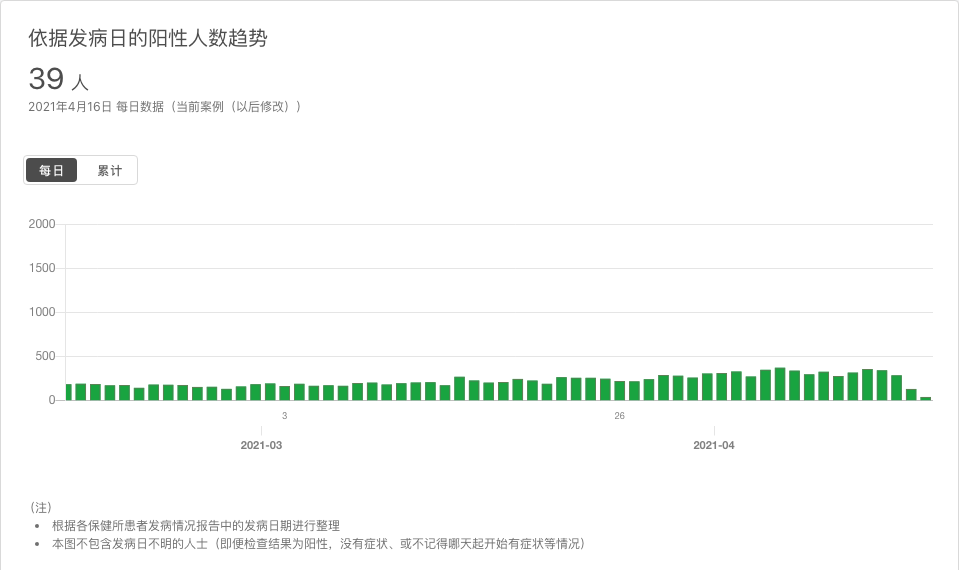 依据发病日的阳性人数趋势
39 人
2021年4月16日 每日数据（当前案例（以后修改））
每日 累计
2000
1500
1000
500
0
3 26
2021-03 2021-04
（注）
• 根据各保健所患者发病情况报告中的发病日期进行整理
• 本图不包含发病日不明的人士（即便检查结果为阳性，没有症状、或不记得哪天起开始有症状等情况）